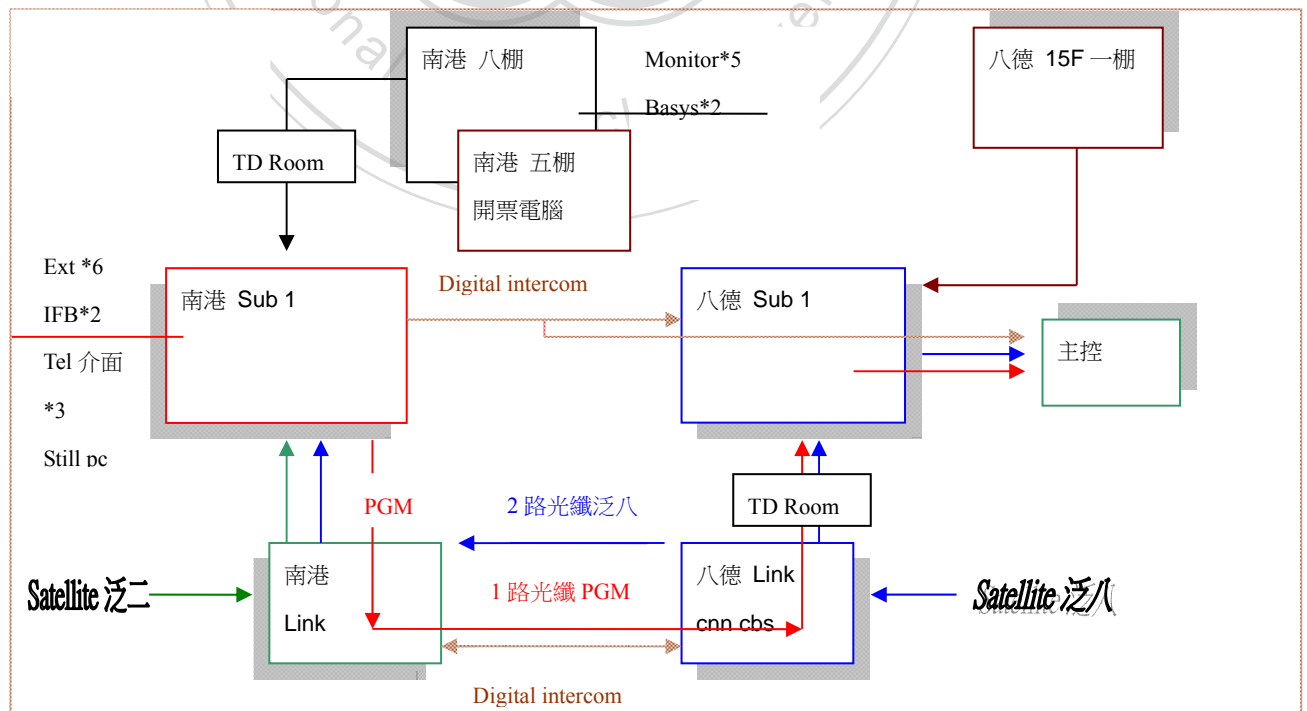 南港 八棚
Monitor*5
Basys*2
八德 15F 一棚
TD Room
南港 五棚
開票電腦
Ext *6
IFB*2
Tel 介面
*3
Still pc
南港 Sub 1
Digital intercom
八德 Sub 1
主控
PGM
2 路光纖泛八
TD Room
Satellite 泛二
南港
Link
1 路光纖 PGM
八德 Link
cnn cbs
Satellite 泛八
Digital intercom